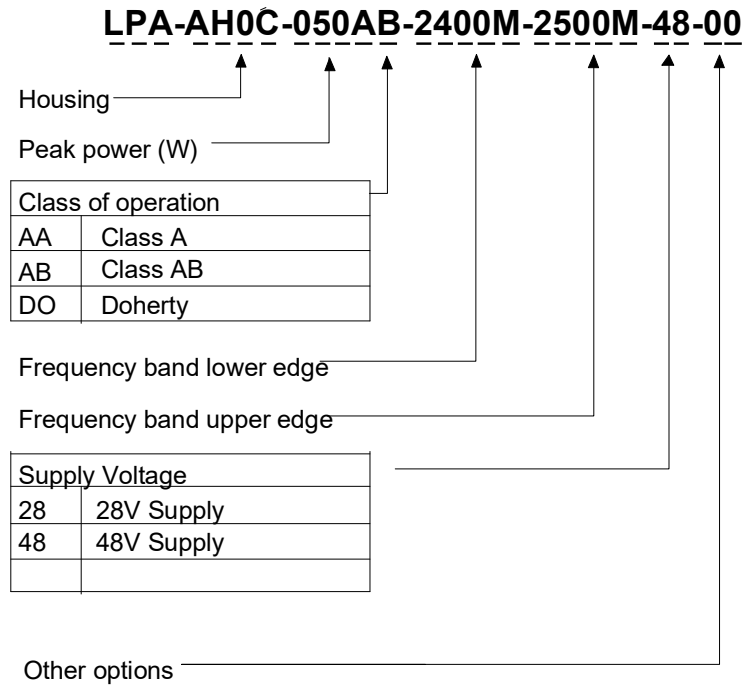 LPA-AH0C-050AB-2400M-2500M-48-00
Housing
Peak power (W)
Class of operation
AA Class A
AB Class AB
DO Doherty
Frequency band lower edge
Frequency band upper edge
Supply Voltage
28 28V Supply
48 48V Supply
Other options